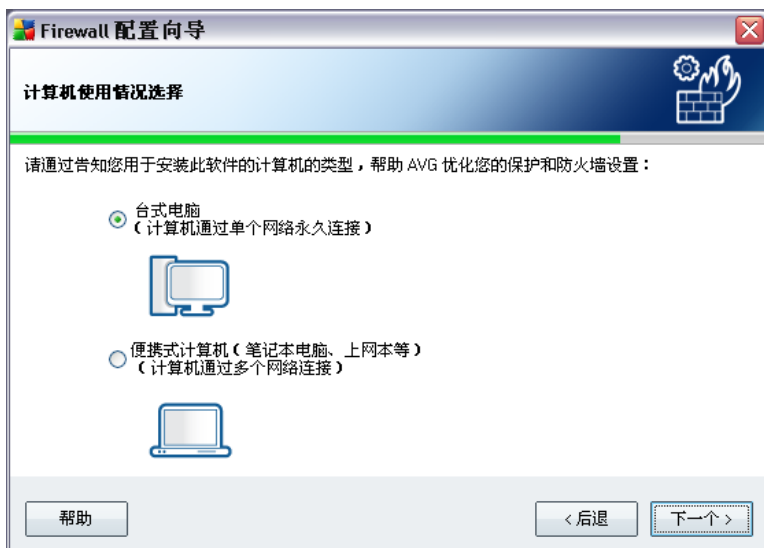 Firewall 配置向导
计算机使用情况选择
请通过告知您用于安装此软件的计算机的类型，帮助 AVG 优化您的保护和防火墙设置：
台式电脑
（计算机通过单个网络永久连接）
便携式计算机（笔记本电脑、上网本等）
（计算机通过多个网络连接）
帮助
< 后退
下一个 >